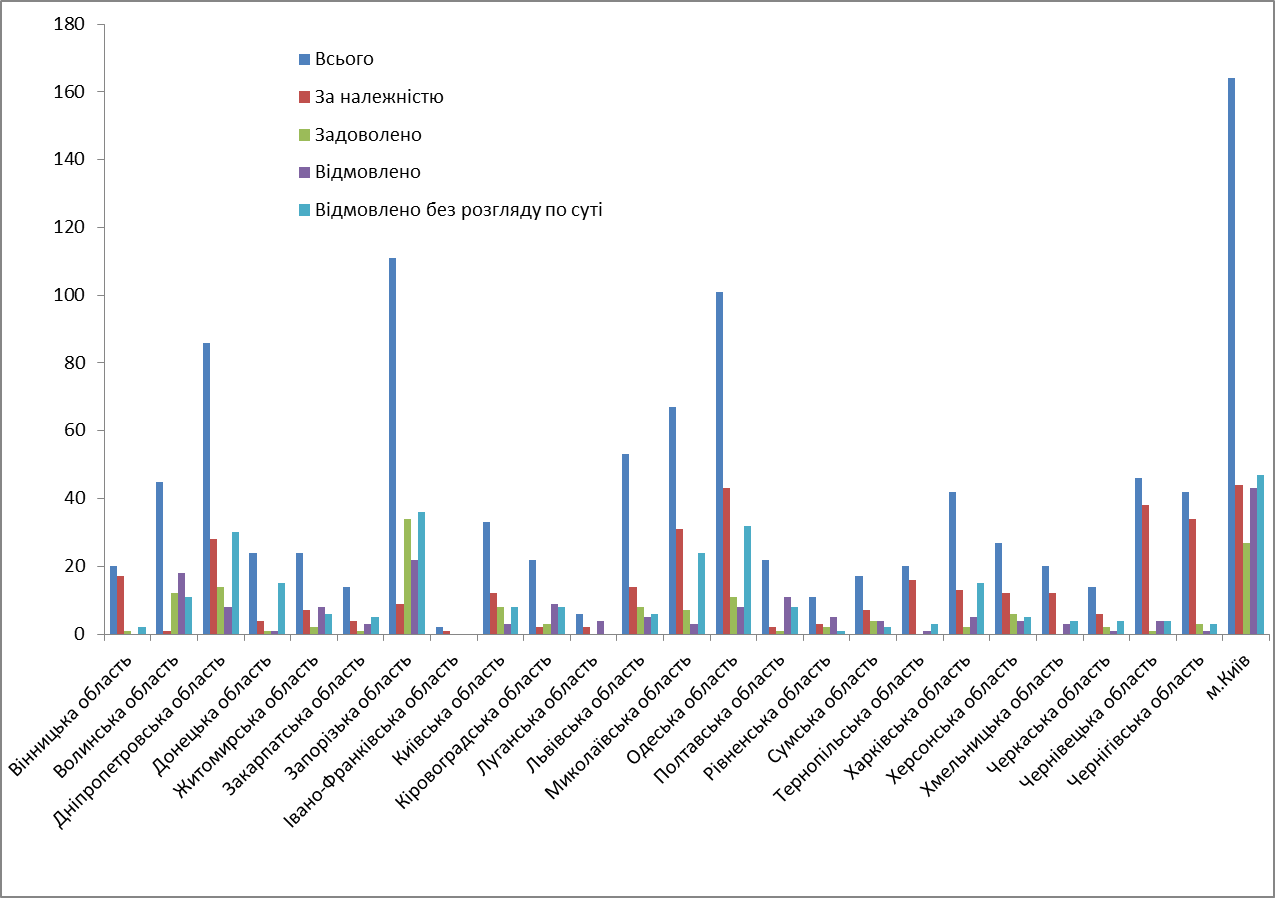 180
160
140
120
100
80
60
40
20
0
Всього
За належністю
Задоволено
Відмовлено
Відмовлено без розгляду по суті
Вінницька область
Волинська область
Дніпропетровська область
Донецька область
Житомирська область
Закарпатська область
Запорізька область
Івано-Франківська область
Київська область
Кіровоградська область
Луганська область
Львівська область
Миколаївська область
Одеська область
Полтавська область
Рівненська область
Сумська область
Тернопільська область
Харківська область
Херсонська область
Хмельницька область
Черкаська область
Чернівецька область
Чернігівська область
м.Київ